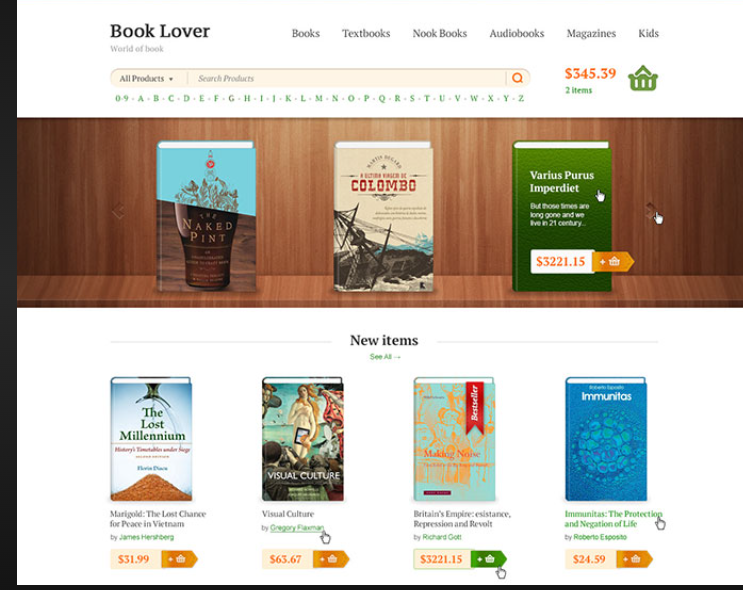 Book Lover
World of book
Books Textbooks Nook Books Audiobooks Magazines Kids
All Products Search Products
$345.39
2 items
0-9 - A - B - C - D - E - F - G - H - I - J - K - L - M - N - O - P - Q - R - S - T - U - V - W - X - Y - Z
THE
NAKED
PINT
MARTIN DUGARD
A ÚLTIMA VIAGEM DE
COLOMBO
Varius Purus
Imperdiet
But those times are
long gone and we
live in 21 century...
$3221.15 +
New items
See All →
The
Lost
Millennium
History's Timetables under Siege
Florin Diacu
VISUAL CULTURE
Bestseller
Making Noise
Roberto Esposito
Immunitas
Marigold: The Lost Chance
for Peace in Vietnam
by James Hershberg
$31.99 +
Visual Culture
by Gregory Flaxman
$63.67 +
Britain's Empire: esistance,
Repression and Revolt
by Richard Gott
$3221.15 +
Immunitas: The Protection
and Negation of Life
by Roberto Esposito
$24.59 +